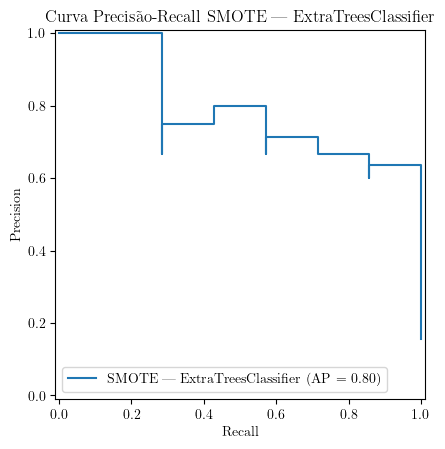 Curva Precisão-Recall SMOTE — ExtraTreesClassifier
1.0
0.8
0.6
0.4
0.2
0.0
Precision
SMOTE — ExtraTreesClassifier (AP = 0.80)
0.0 0.2 0.4 0.6 0.8 1.0
Recall